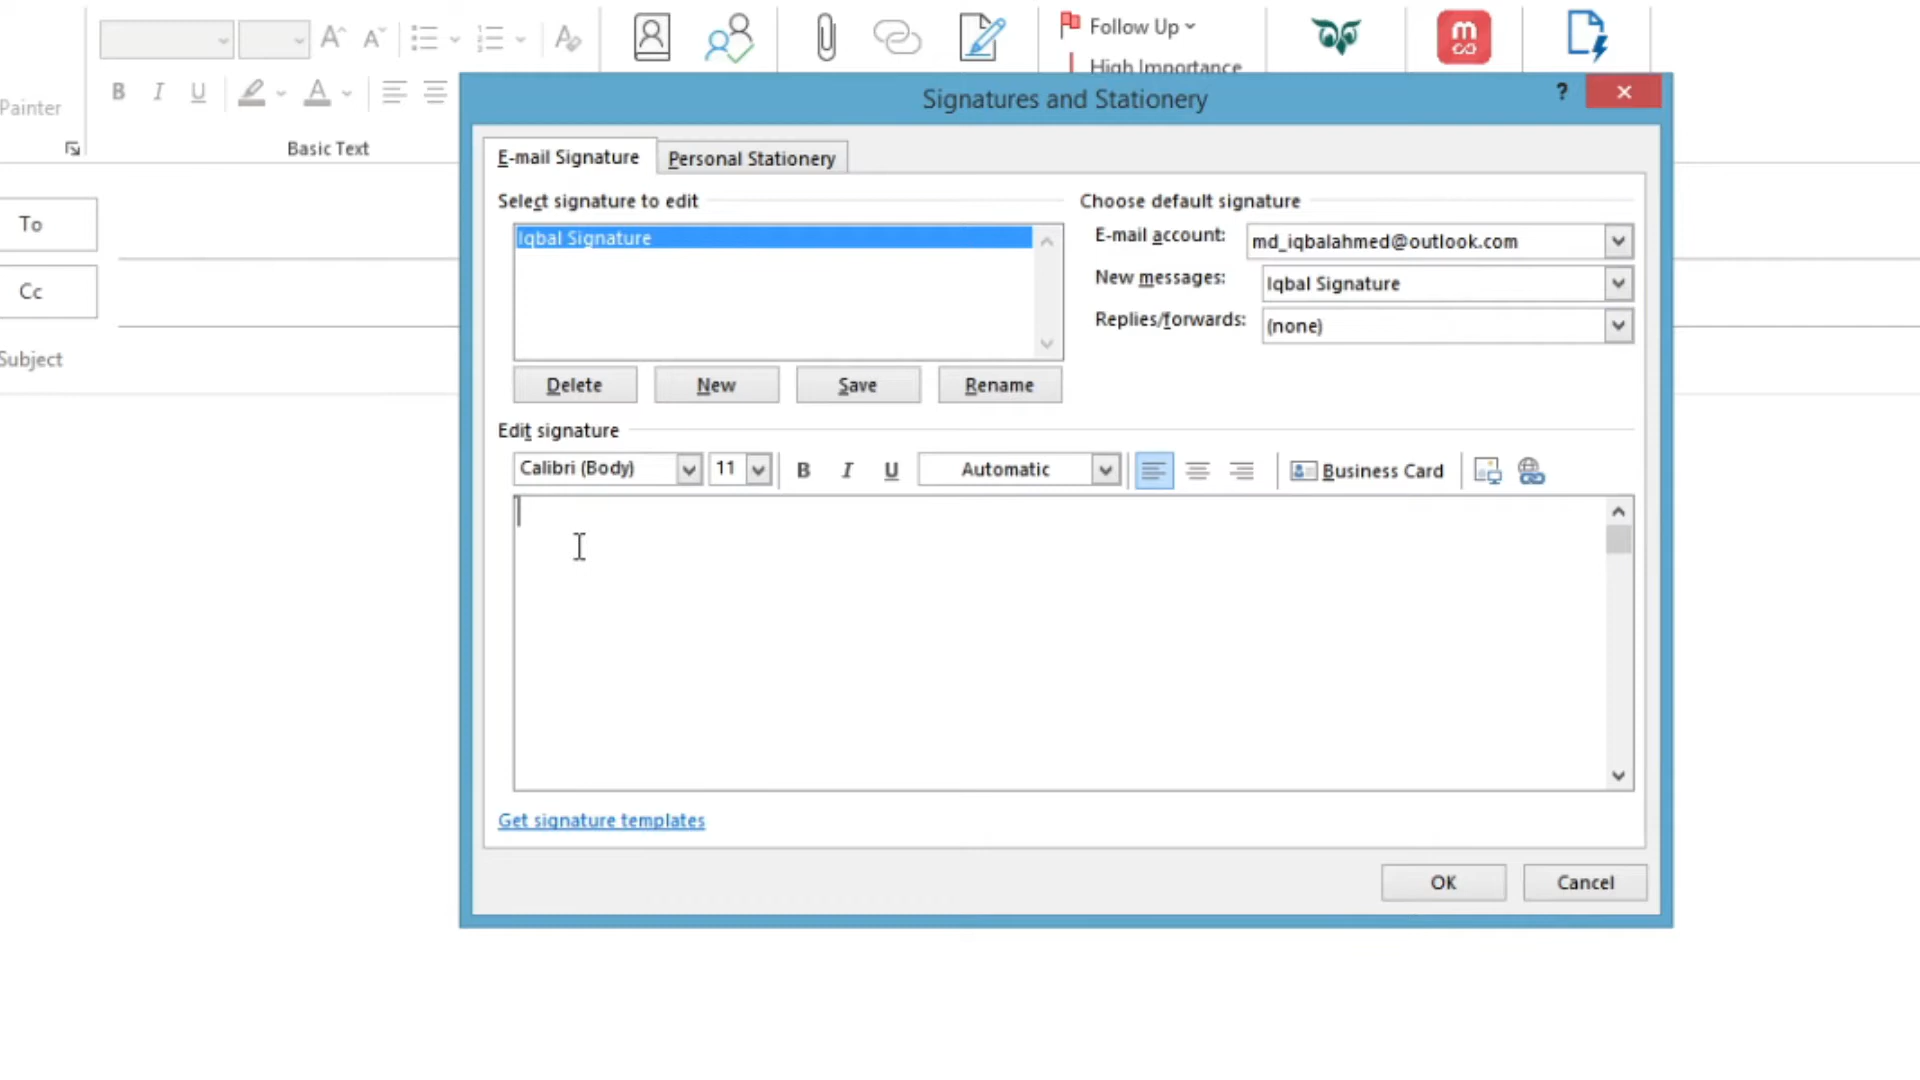 Follow Up
High Importance
Painter
B I U A
Basic Text
To
Cc
Subject
Signatures and Stationery
?
E-mail Signature
Personal Stationery
Select signature to edit
Iqbal Signature
Delete
New
Save
Rename
Choose default signature
E-mail account:
md_iqbalahmed@outlook.com
New messages:
Iqbal Signature
Replies/forwards:
(none)
Edit signature
Calibri (Body)
11
B I U
Automatic
Business Card
Get signature templates
OK
Cancel